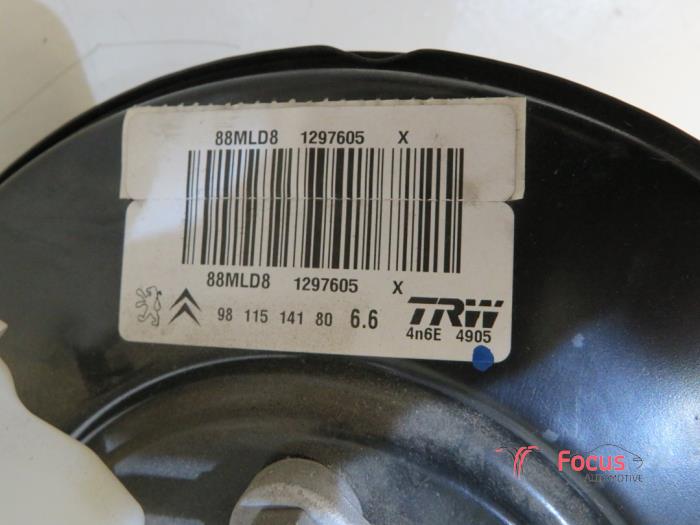 88MLD8 1297605 X
88MLD8 1297605 X
98 115 141 80 6.6
TRW
4n6E 4905
Focus
AUTOMOTIVE